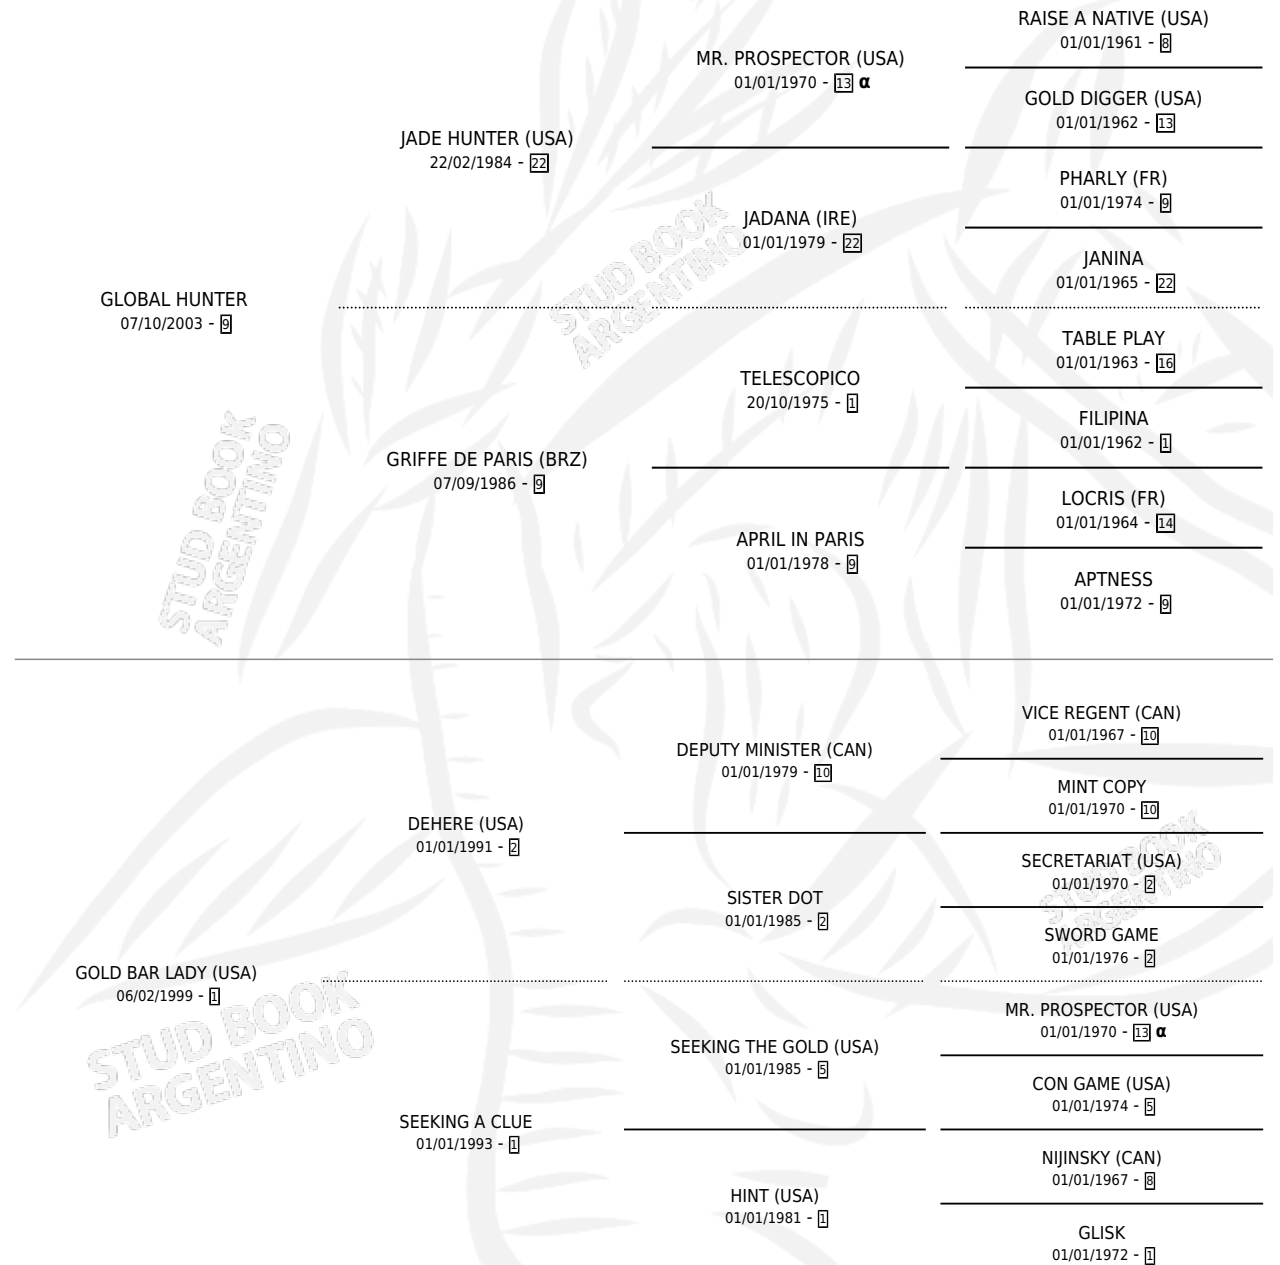 RAISE A NATIVE (USA)
01/01/1961 - 8
MR. PROSPECTOR (USA)
01/01/1970 - 13 α
GOLD DIGGER (USA)
01/01/1962 - 13
JADE HUNTER (USA)
22/02/1984 - 22
PHARLY (FR)
01/01/1974 - 9
JADANA (IRE)
01/01/1979 - 22
JANINA
01/01/1965 - 22
STUD BOOK
ARGENTINO
GLOBAL HUNTER
07/10/2003 - 9
TABLE PLAY
01/01/1963 - 16
TELESCOPICO
20/10/1975 - 1
FILIPINA
01/01/1962 - 1
GRIFFE DE PARIS (BRZ)
07/09/1986 - 9
LOCRIS (FR)
01/01/1964 - 14
APRIL IN PARIS
01/01/1978 - 9
APTNESS
01/01/1972 - 9
STUD BOOK
ARGENTINO
VICE REGENT (CAN)
01/01/1967 - 10
DEPUTY MINISTER (CAN)
01/01/1979 - 10
MINT COPY
01/01/1970 - 10
DEHERE (USA)
01/01/1991 - 2
SECRETARIAT (USA)
01/01/1970 - 2
STUD BOOK
ARGENTINO
SISTER DOT
01/01/1985 - 2
SWORD GAME
01/01/1976 - 2
GOLD BAR LADY (USA)
06/02/1999 - 1
STUD BOOK
ARGENTINO
MR. PROSPECTOR (USA)
01/01/1970 - 13 α
SEEKING THE GOLD (USA)
01/01/1985 - 5
CON GAME (USA)
01/01/1974 - 5
SEEKING A CLUE
01/01/1993 - 1
NIJINSKY (CAN)
01/01/1967 - 8
HINT (USA)
01/01/1981 - 1
GLISK
01/01/1972 - 1